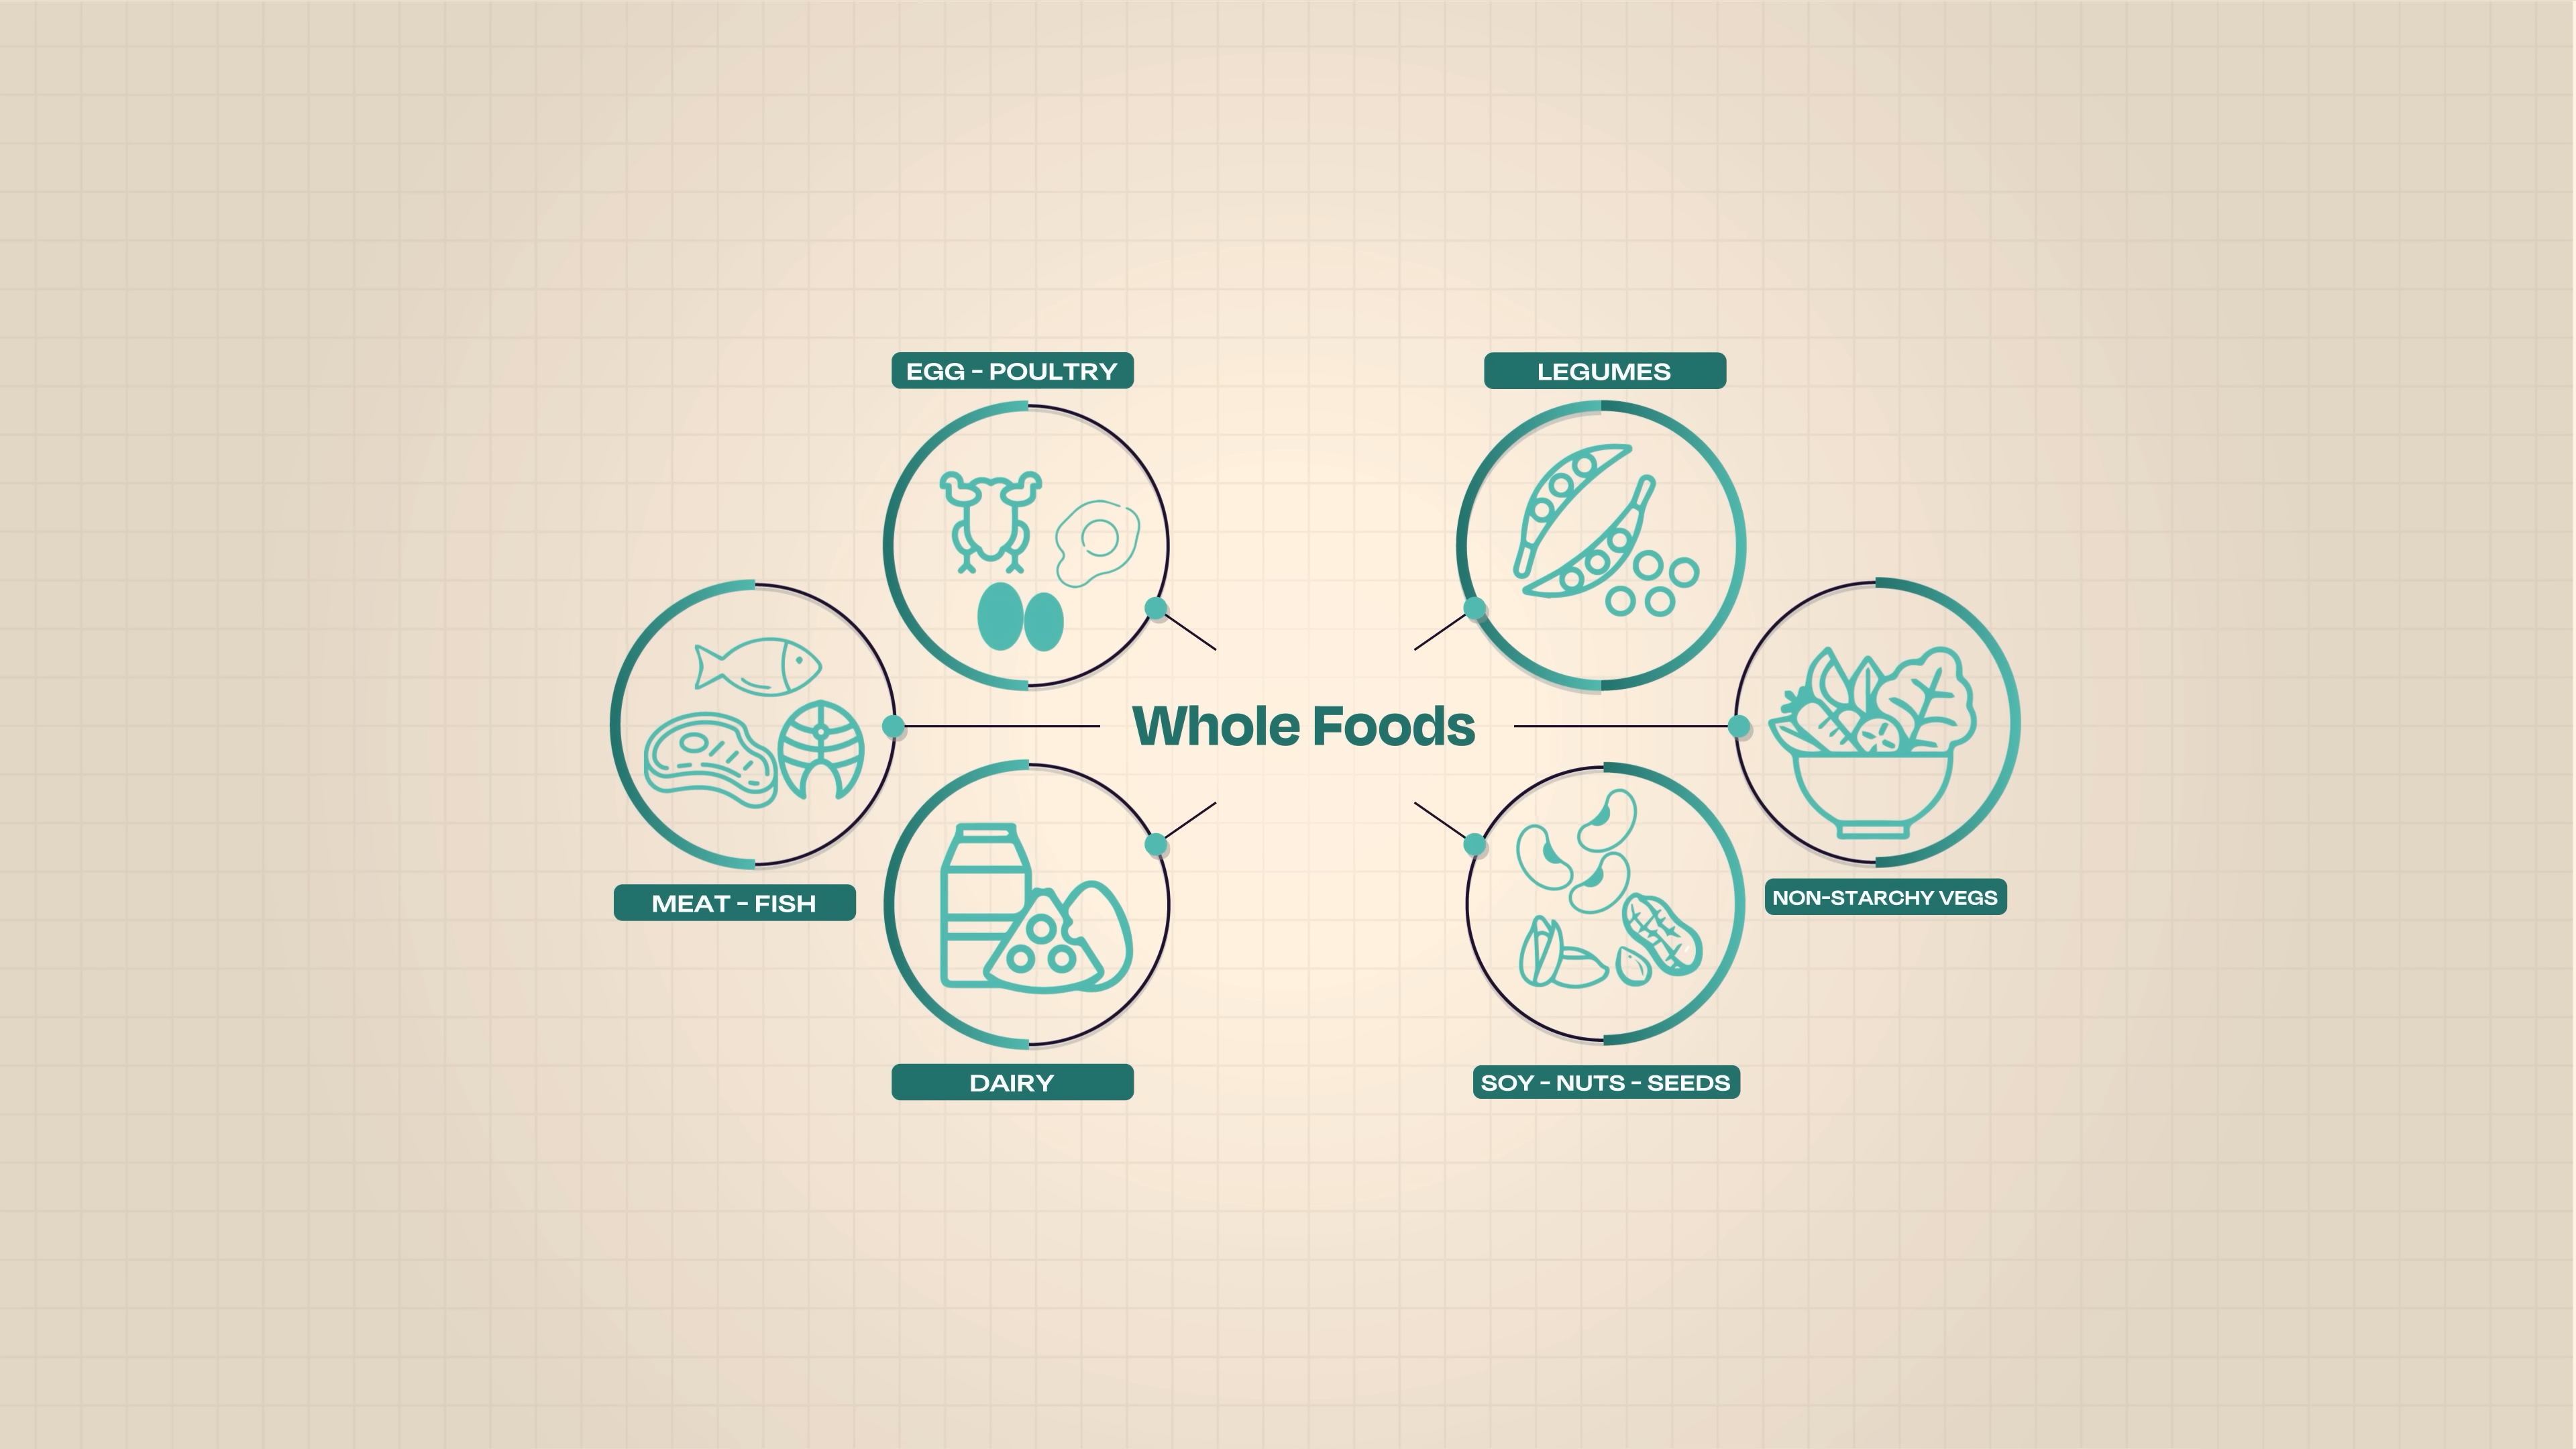 EGG - POULTRY
LEGUMES
Whole Foods
MEAT - FISH
NON-STARCHY VEGS
DAIRY
SOY - NUTS - SEEDS